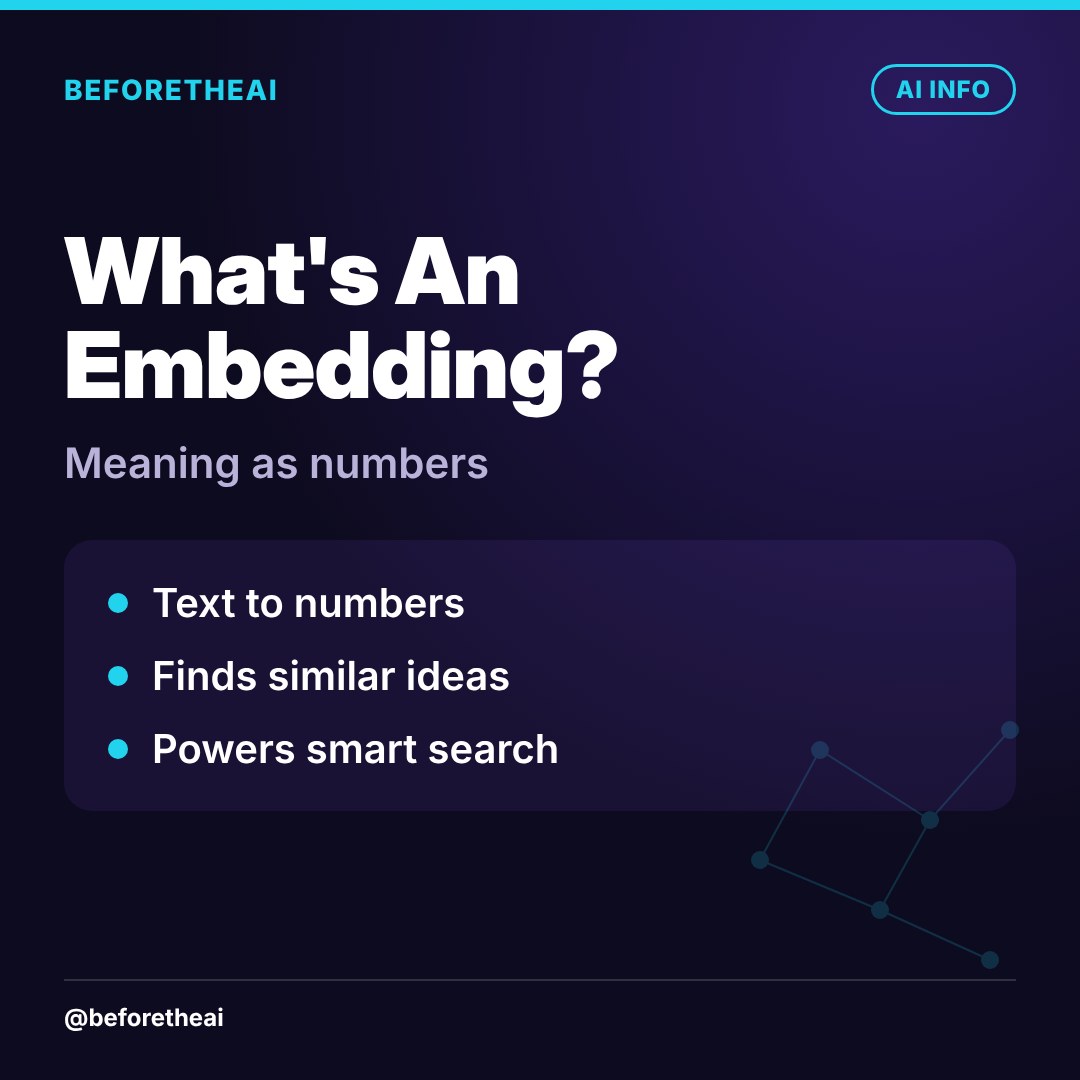 BEFORETHEAI
AI INFO
What's An
Embedding?
Meaning as numbers
Text to numbers
Finds similar ideas
Powers smart search
@beforetheai